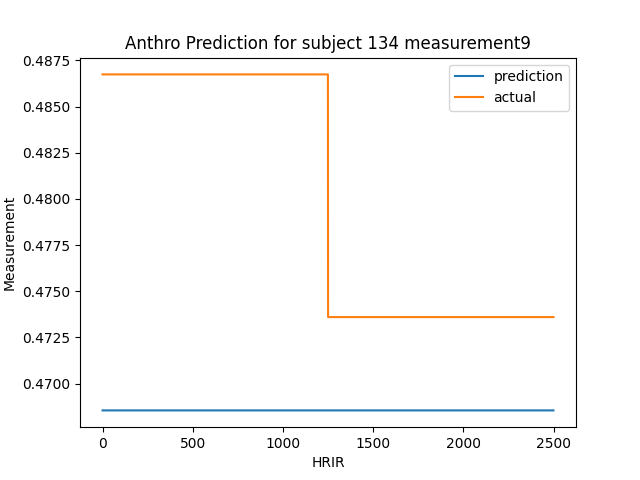 Anthro Prediction for subject 134 measurement9
0.4875
0.4850
0.4825
0.4800
0.4775
0.4750
0.4725
0.4700
Measurement
prediction
actual
0 500 1000 1500 2000 2500
HRIR